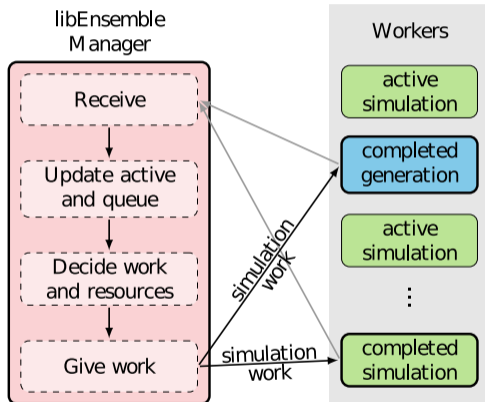 libEnsemble
Manager
Receive
Update active
and queue
Decide work
and resources
Give work
simulation
work
simulation
work
Workers
active
simulation
completed
generation
active
simulation
⋮
completed
simulation